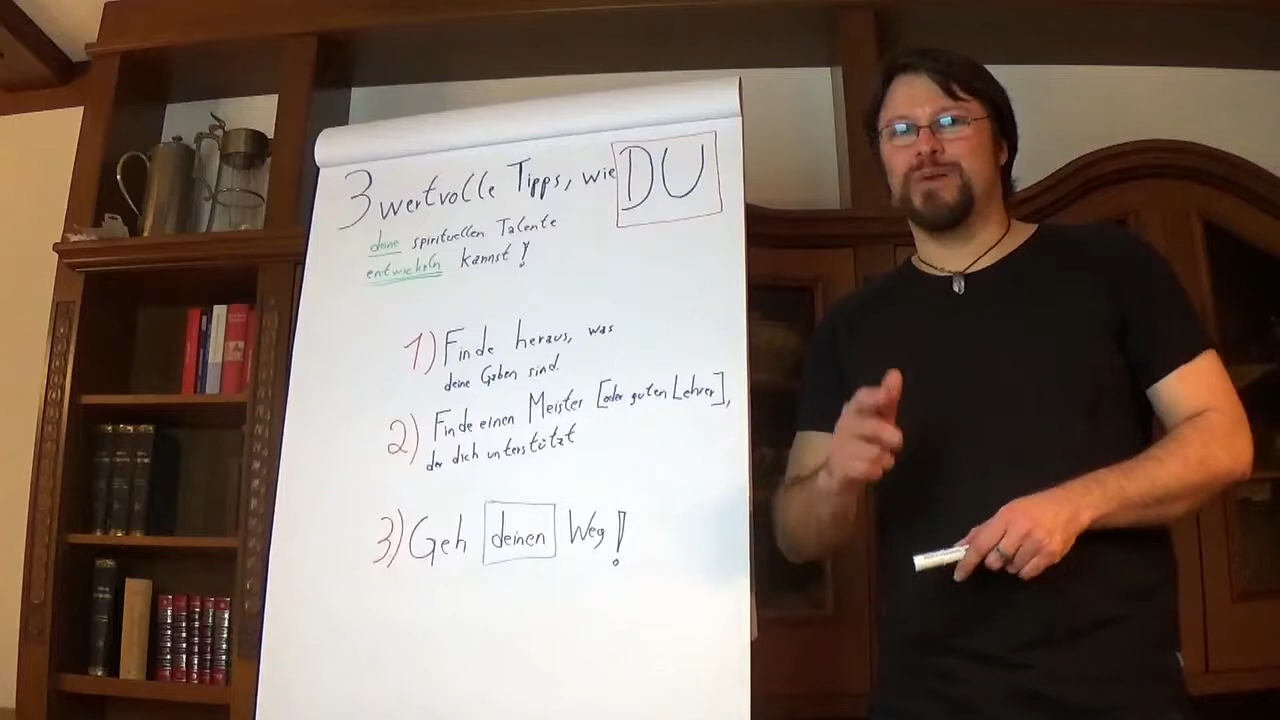 3 wertvolle Tipps, wie DU
deine spirituellen Talente
entwickeln kannst!
1) Finde heraus, was
deine Gaben sind.
2) Finde einen Meister [oder guten Lehrer],
der dich unterstützt
3) Geh deinen Weg!